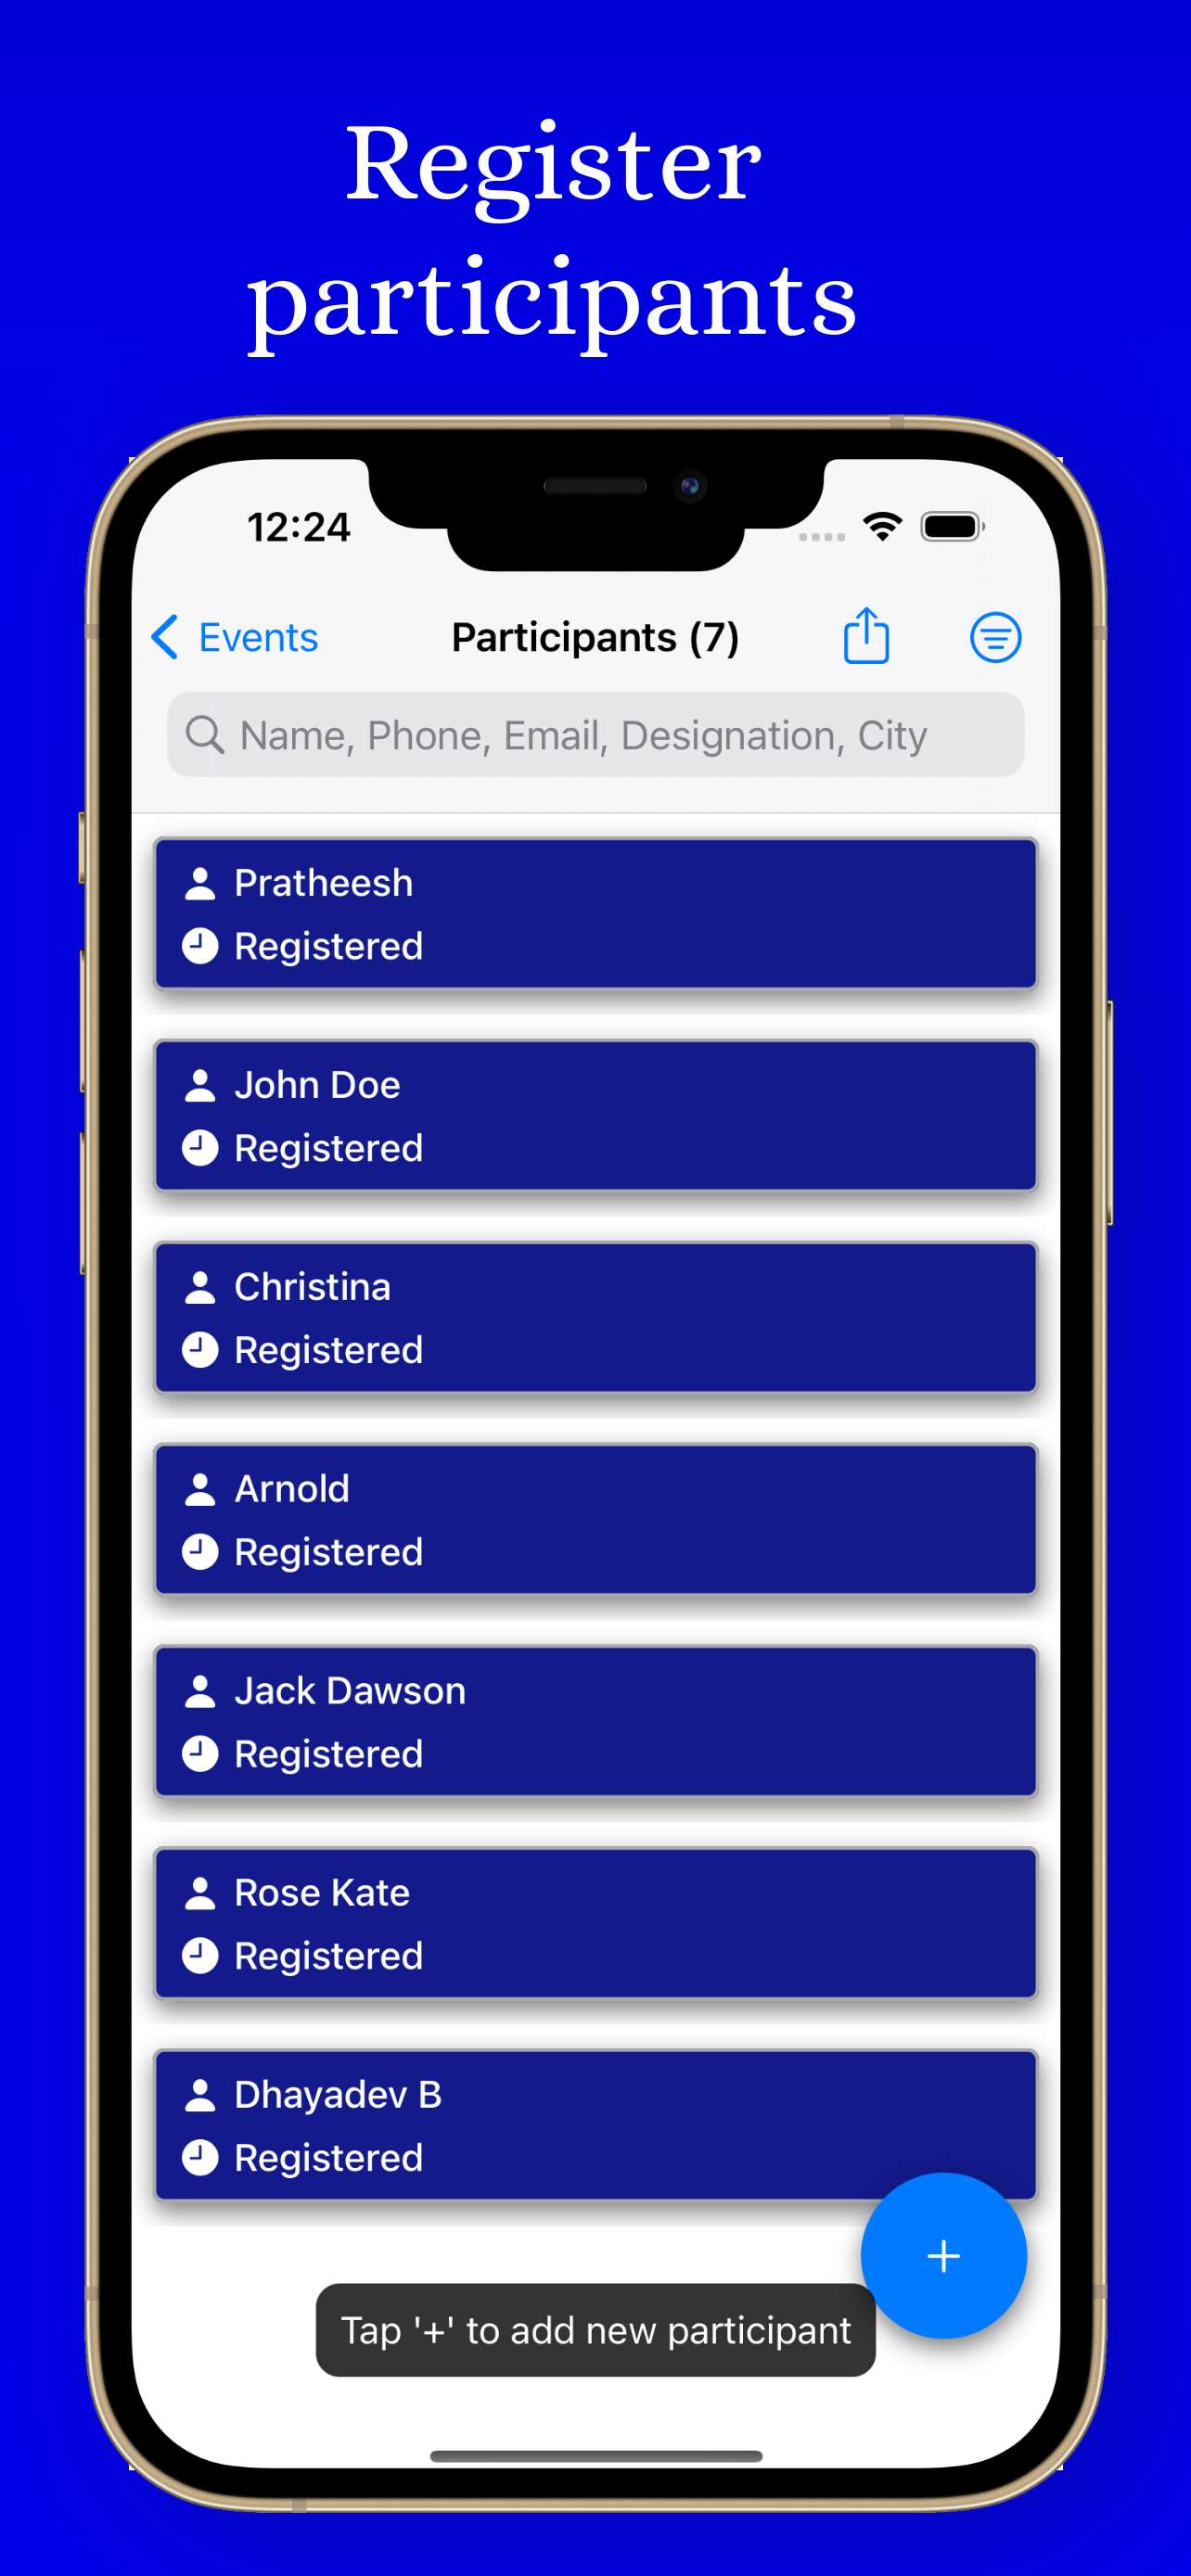 Register
participants
12:24
Events
Participants (7)
Name, Phone, Email, Designation, City
Pratheesh
Registered
John Doe
Registered
Christina
Registered
Arnold
Registered
Jack Dawson
Registered
Rose Kate
Registered
Dhayadev B
Registered
+
Tap '+' to add new participant